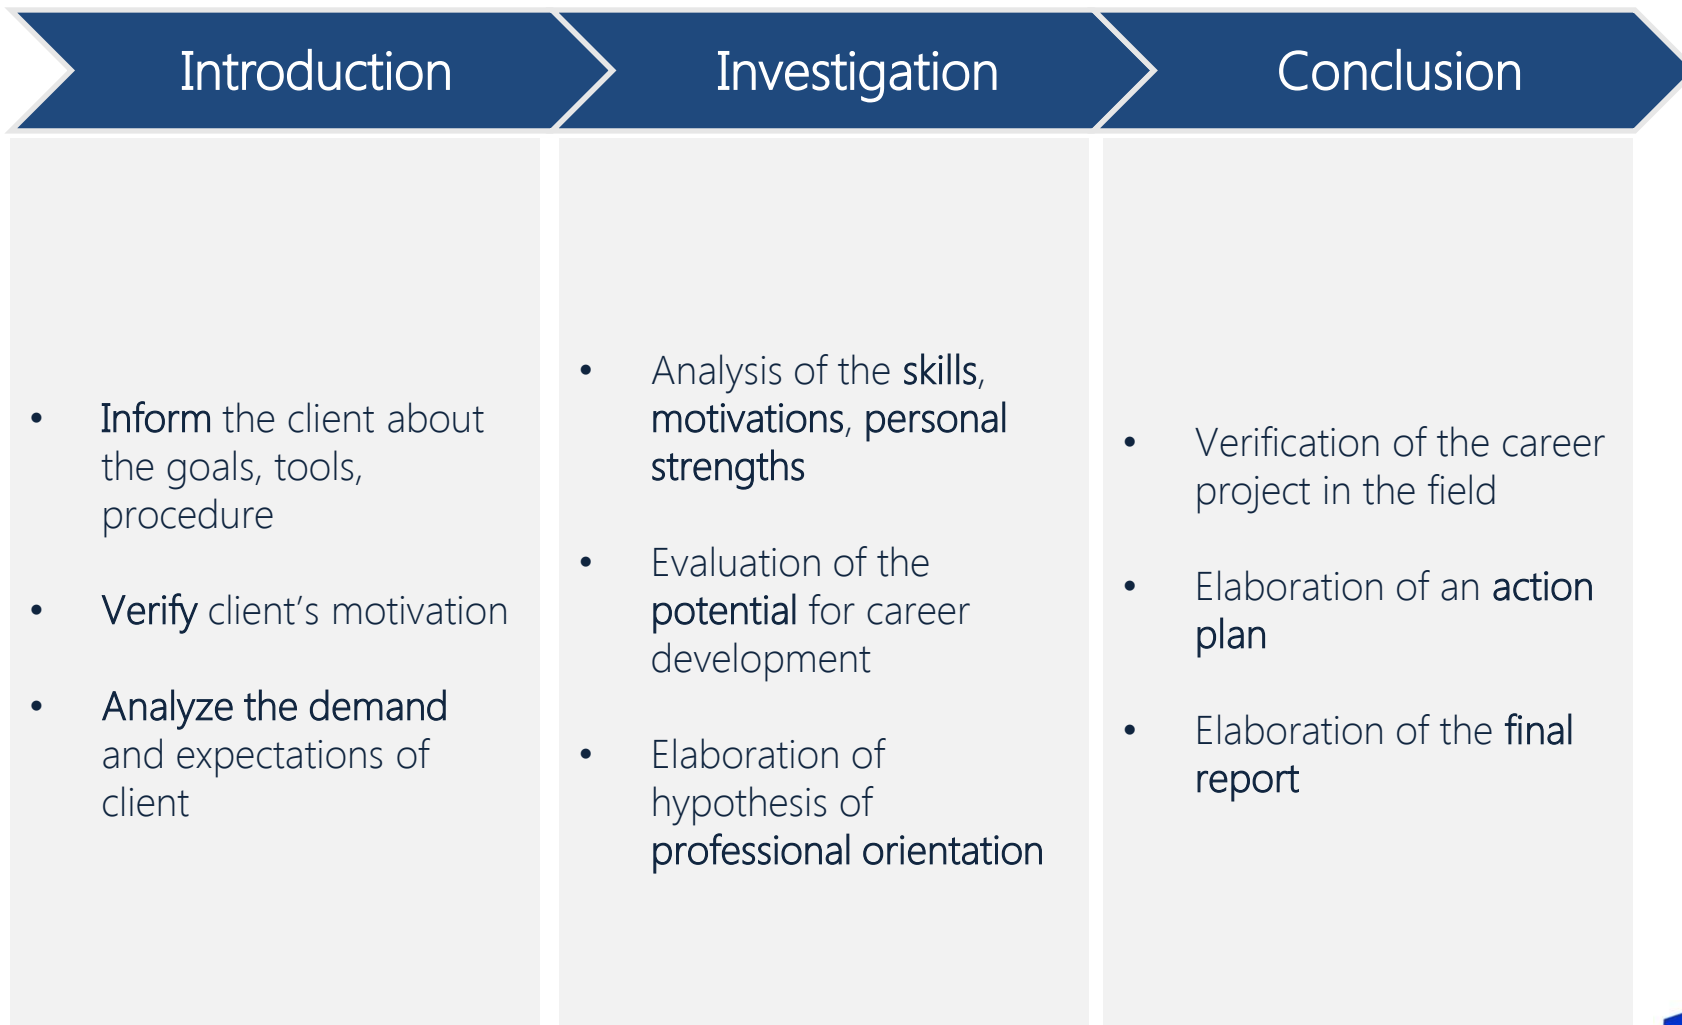 Introduction
Investigation
Conclusion
• Inform the client about
the goals, tools,
procedure
• Verify client’s motivation
• Analyze the demand
and expectations of
client
• Analysis of the skills,
motivations, personal
strengths
• Evaluation of the
potential for career
development
• Elaboration of
hypothesis of
professional orientation
• Verification of the career
project in the field
• Elaboration of an action
plan
• Elaboration of the final
report